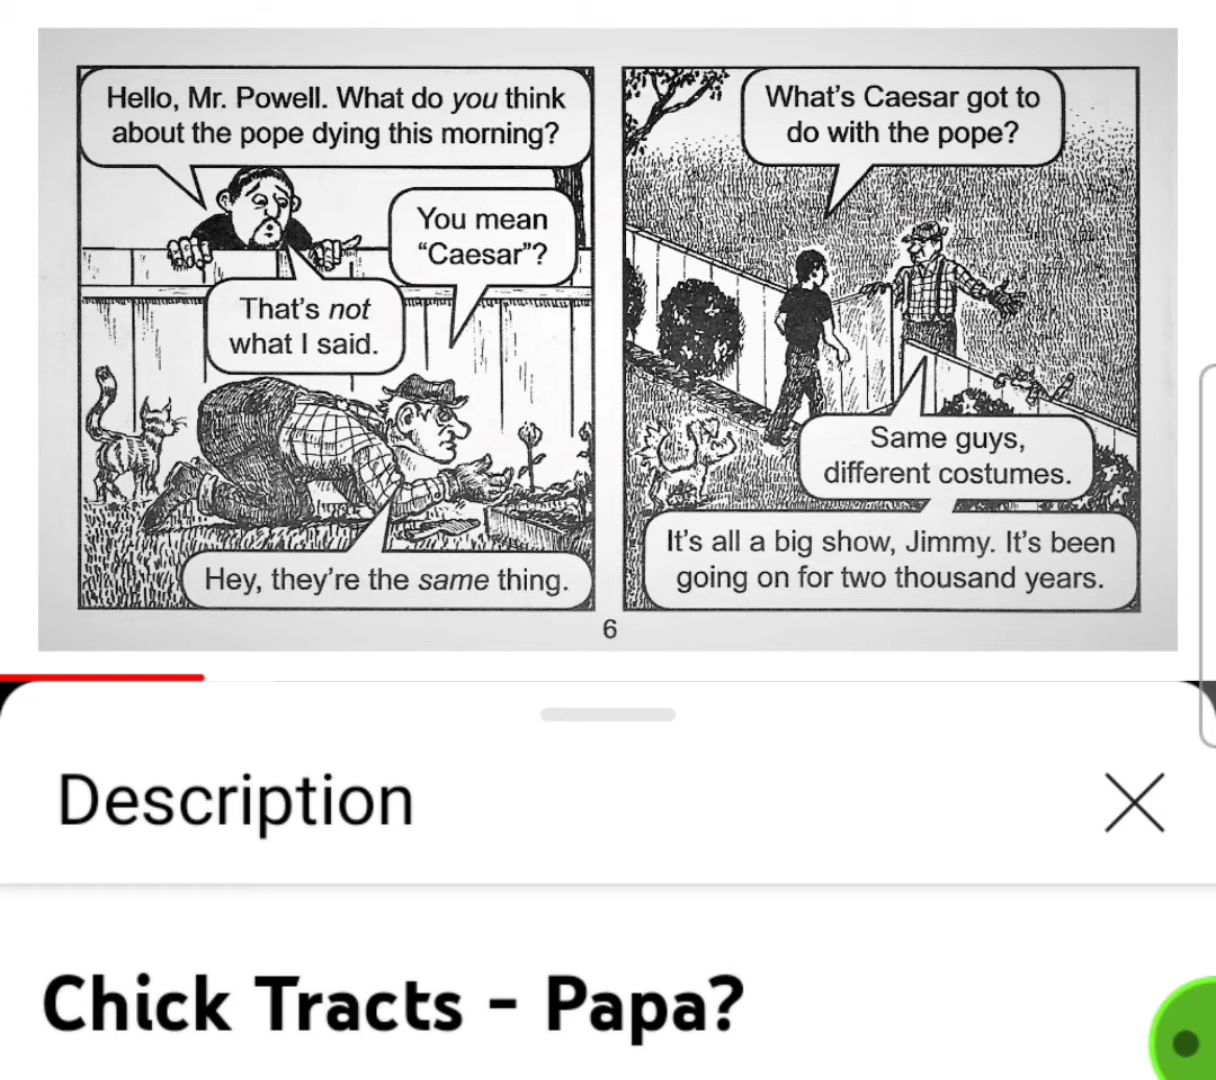 Hello, Mr. Powell. What do you think
about the pope dying this morning?
You mean
“Caesar”?
That’s not
what I said.
Hey, they’re the same thing.
What’s Caesar got to
do with the pope?
Same guys,
different costumes.
It’s all a big show, Jimmy. It’s been
going on for two thousand years.
6
Description
Chick Tracts - Papa?